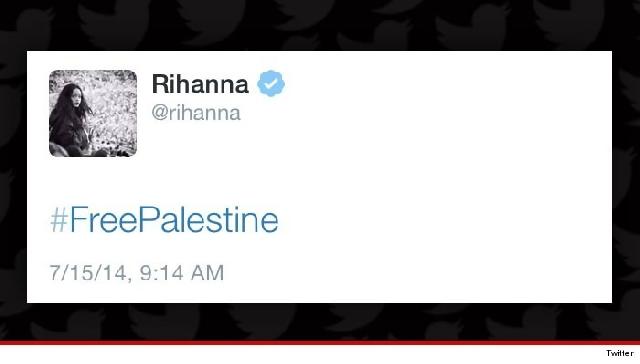 Rihanna
@rihanna
#FreePalestine
7/15/14, 9:14 AM
Twitter